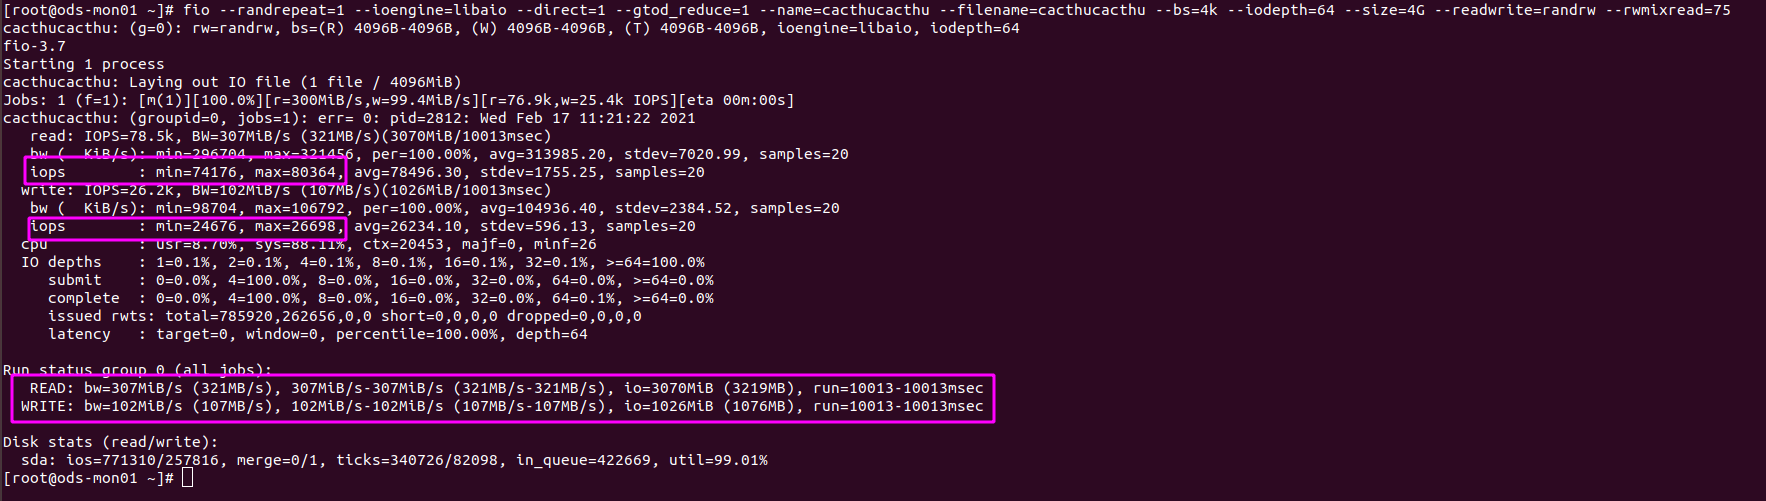 [root@ods-mon01 ~]# fio --randrepeat=1 --ioengine=libaio --direct=1 --gtod_reduce=1 --name=cacthucacthu --filename=cacthucacthu --bs=4k --iodepth=64 --size=4G --readwrite=randrw --rwmixread=75
cacthucacthu: (g=0): rw=randrw, bs=(R) 4096B-4096B, (W) 4096B-4096B, (T) 4096B-4096B, ioengine=libaio, iodepth=64
fio-3.7
Starting 1 process
cacthucacthu: Laying out IO file (1 file / 4096MiB)
Jobs: 1 (f=1): [m(1)][100.0%][r=300MiB/s,w=99.4MiB/s][r=76.9k,w=25.4k IOPS][eta 00m:00s]
cacthucacthu: (groupid=0, jobs=1): err= 0: pid=2812: Wed Feb 17 11:21:22 2021
   read: IOPS=78.5k, BW=307MiB/s (321MB/s)(3070MiB/10013msec)
   bw (  KiB/s): min=296704, max=321456, per=100.00%, avg=313985.20, stdev=7020.99, samples=20
   iops        : min=74176, max=80364, avg=78496.30, stdev=1755.25, samples=20
  write: IOPS=26.2k, BW=102MiB/s (107MB/s)(1026MiB/10013msec)
   bw (  KiB/s): min=98704, max=106792, per=100.00%, avg=104936.40, stdev=2384.52, samples=20
   iops        : min=24676, max=26698, avg=26234.10, stdev=596.13, samples=20
  cpu          : usr=8.70%, sys=88.11%, ctx=20453, majf=0, minf=26
  IO depths    : 1=0.1%, 2=0.1%, 4=0.1%, 8=0.1%, 16=0.1%, 32=0.1%, >=64=100.0%
     submit    : 0=0.0%, 4=100.0%, 8=0.0%, 16=0.0%, 32=0.0%, 64=0.0%, >=64=0.0%
     complete  : 0=0.0%, 4=100.0%, 8=0.0%, 16=0.0%, 32=0.0%, 64=0.1%, >=64=0.0%
     issued rwts: total=785920,262656,0,0 short=0,0,0,0 dropped=0,0,0,0
     latency   : target=0, window=0, percentile=100.00%, depth=64
Run status group 0 (all jobs):
   READ: bw=307MiB/s (321MB/s), 307MiB/s-307MiB/s (321MB/s-321MB/s), io=3070MiB (3219MB), run=10013-10013msec
  WRITE: bw=102MiB/s (107MB/s), 102MiB/s-102MiB/s (107MB/s-107MB/s), io=1026MiB (1076MB), run=10013-10013msec
Disk stats (read/write):
  sda: ios=771310/257816, merge=0/1, ticks=340726/82098, in_queue=422669, util=99.01%
[root@ods-mon01 ~]#